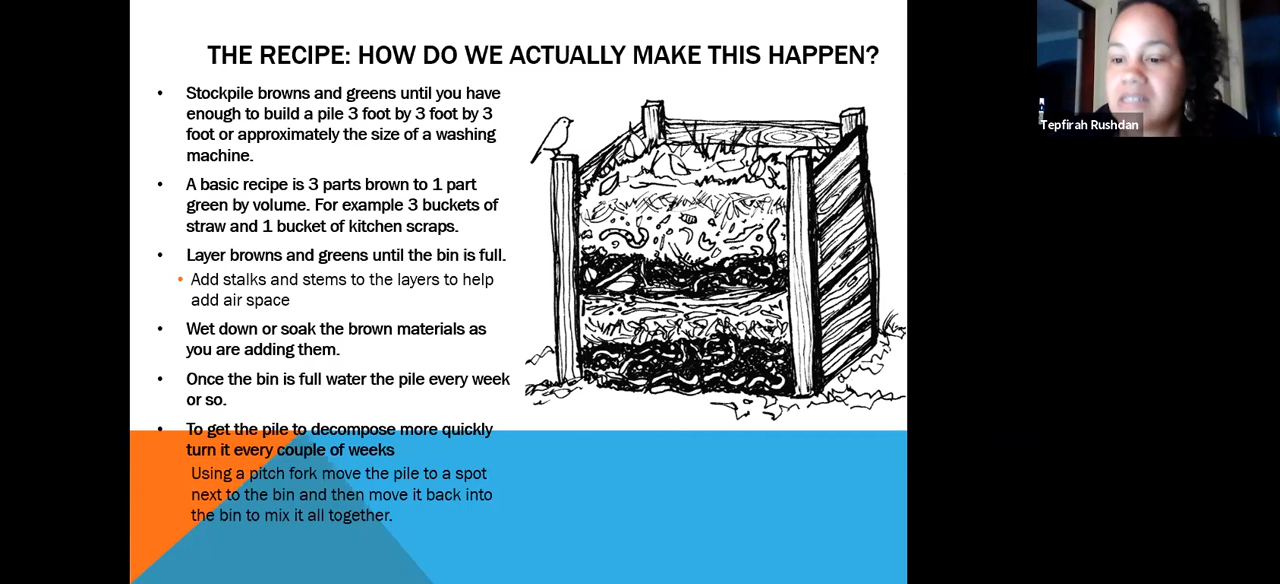 THE RECIPE: HOW DO WE ACTUALLY MAKE THIS HAPPEN?
• Stockpile browns and greens until you have
enough to build a pile 3 foot by 3 foot by 3
foot or approximately the size of a washing
machine.
• A basic recipe is 3 parts brown to 1 part
green by volume. For example 3 buckets of
straw and 1 bucket of kitchen scraps.
• Layer browns and greens until the bin is full.
• Add stalks and stems to the layers to help
add air space
• Wet down or soak the brown materials as
you are adding them.
• Once the bin is full water the pile every week
or so.
• To get the pile to decompose more quickly
turn it every couple of weeks
Using a pitch fork move the pile to a spot
next to the bin and then move it back into
the bin to mix it all together.
Tepfirah Rushdan